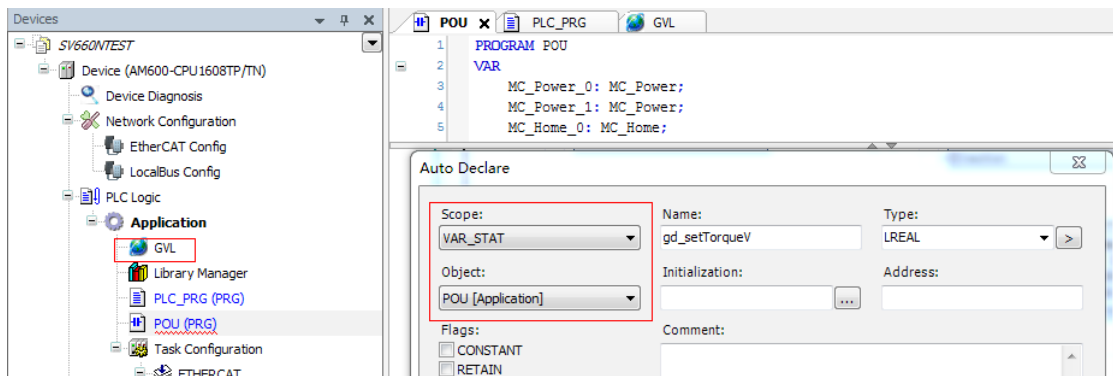 Devices
SV660NTEST
Device (AM600-CPU1608TP/TN)
Device Diagnosis
Network Configuration
EtherCAT Config
LocalBus Config
PLC Logic
Application
GVL
Library Manager
PLC_PRG (PRG)
POU (PRG)
Task Configuration
ETHERCAT
POU PLC_PRG GVL
1 PROGRAM POU
2 VAR
3 MC_Power_0: MC_Power;
4 MC_Power_1: MC_Power;
5 MC_Home_0: MC_Home;
Auto Declare
Scope: Name: Type:
VAR_STAT gd_setTorqueV LREAL >
Object: Initialization: Address:
POU [Application] ...
Flags: Comment:
CONSTANT
RETAIN